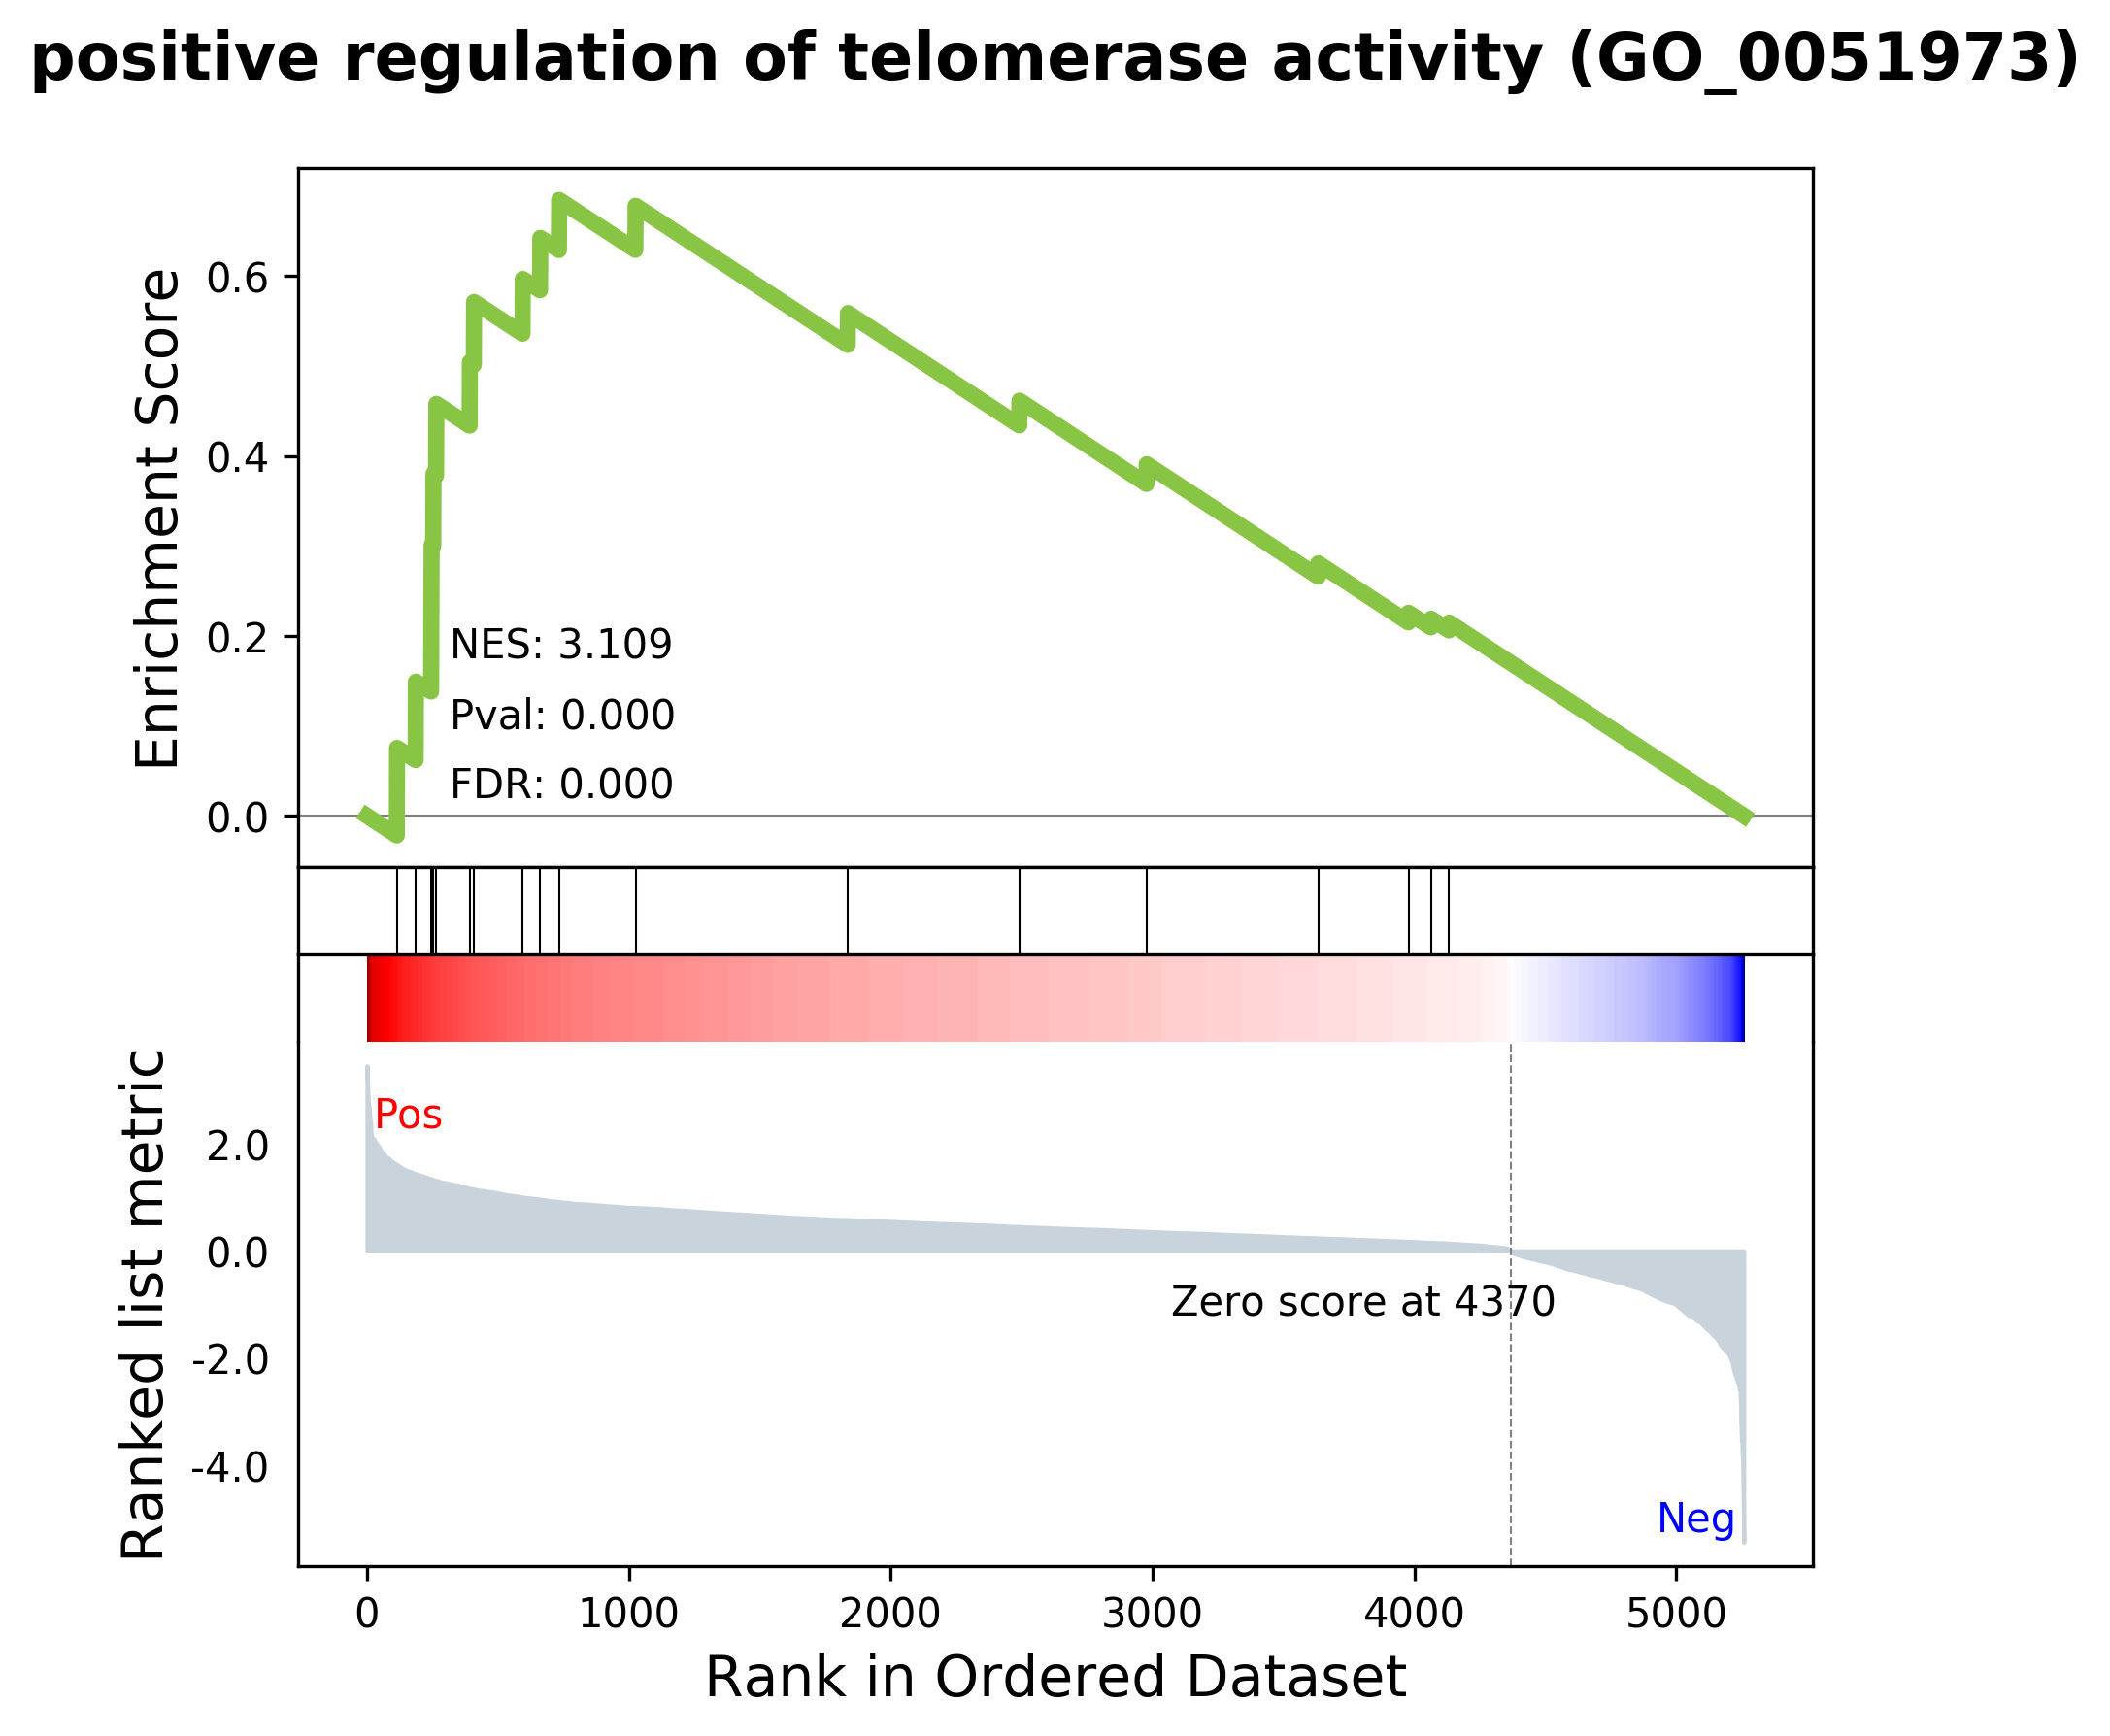 positive regulation of telomerase activity (GO_0051973)
Enrichment Score
0.6
0.4
0.2
0.0
NES: 3.109
Pval: 0.000
FDR: 0.000
Ranked list metric
Pos
2.0
0.0
-2.0
-4.0
Zero score at 4370
Neg
0 1000 2000 3000 4000 5000
Rank in Ordered Dataset